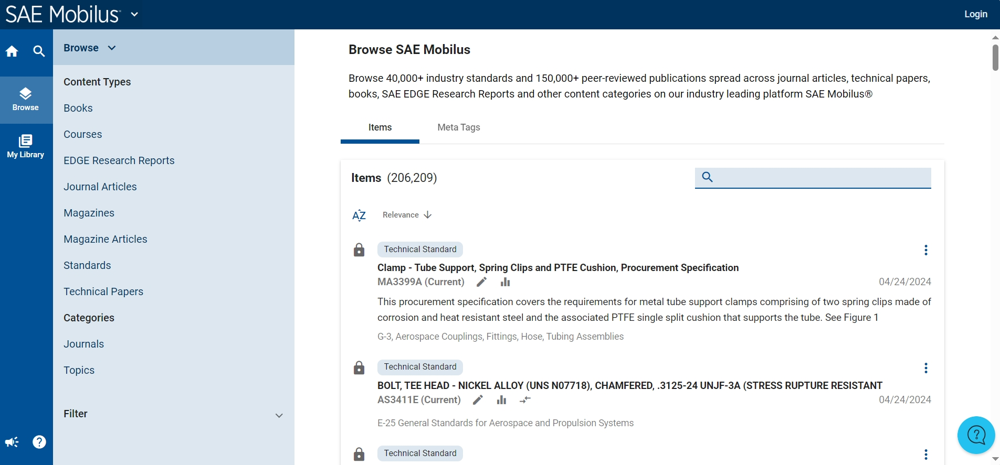 SAE Mobilus
Login
Browse
My Library
Browse
Content Types
Books
Courses
EDGE Research Reports
Journal Articles
Magazines
Magazine Articles
Standards
Technical Papers
Categories
Journals
Topics
Filter
Browse SAE Mobilus
Browse 40,000+ industry standards and 150,000+ peer-reviewed publications spread across journal articles, technical papers,
books, SAE EDGE Research Reports and other content categories on our industry leading platform SAE Mobilus®
Items Meta Tags
Items (206,209)
AZ Relevance
Technical Standard
Clamp - Tube Support, Spring Clips and PTFE Cushion, Procurement Specification
MA3399A (Current) 04/24/2024
This procurement specification covers the requirements for metal tube support clamps comprising of two spring clips made of
corrosion and heat resistant steel and the associated PTFE single split cushion that supports the tube. See Figure 1
G-3, Aerospace Couplings, Fittings, Hose, Tubing Assemblies
Technical Standard
BOLT, TEE HEAD - NICKEL ALLOY (UNS N07718), CHAMFERED, .3125-24 UNJF-3A (STRESS RUPTURE RESISTANT
AS3411E (Current) 04/24/2024
E-25 General Standards for Aerospace and Propulsion Systems
Technical Standard